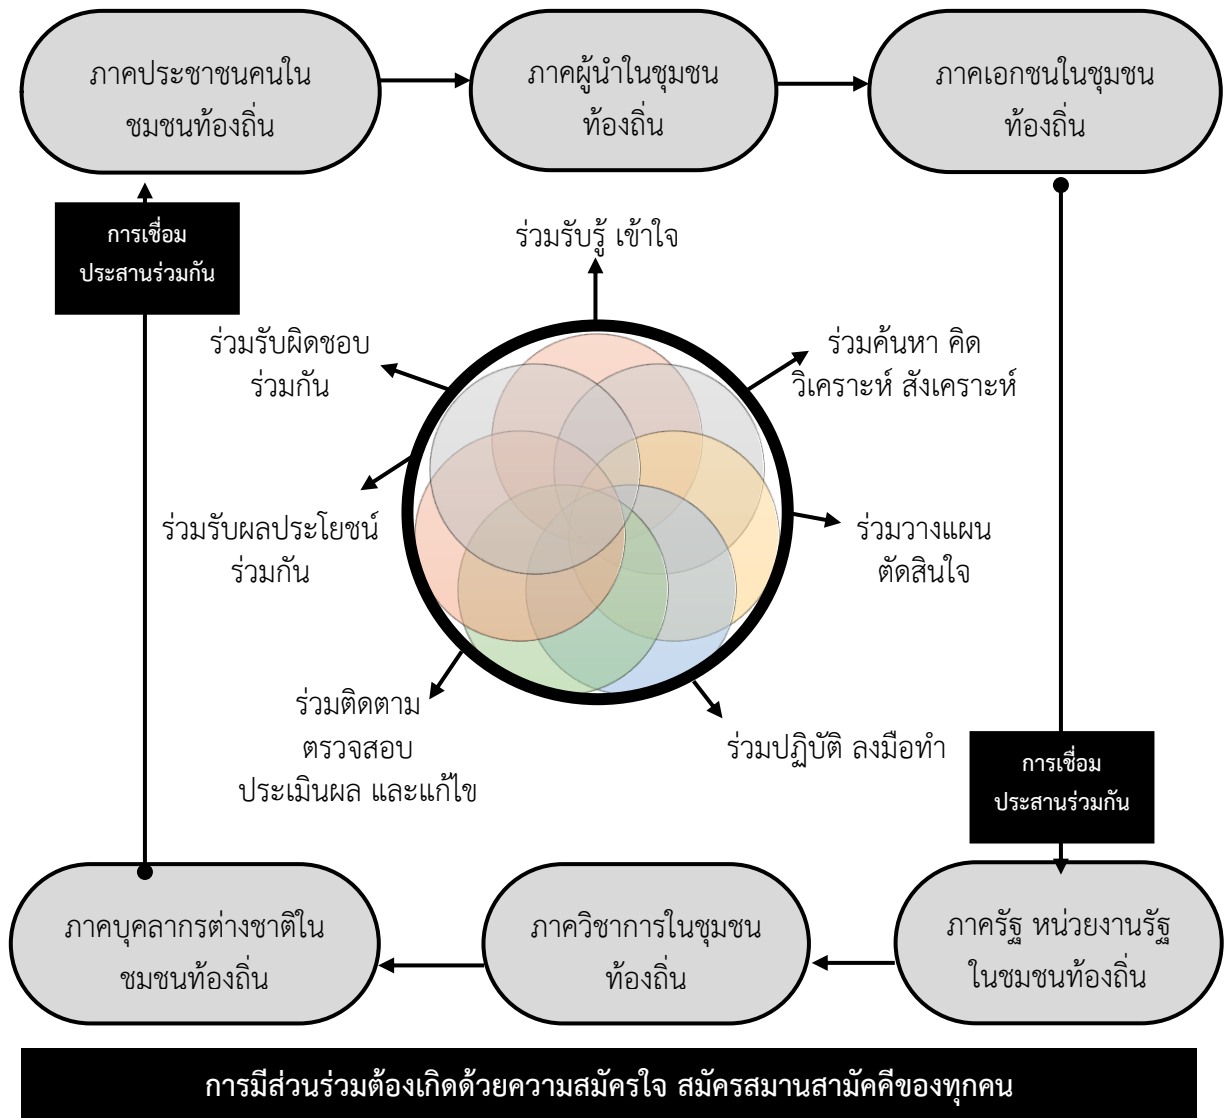 ภาคประชาชนคนใน
ชมชนท้องถิ่น
ภาคผู้นำในชุมชน
ท้องถิ่น
ภาคเอกชนในชุมชน
ท้องถิ่น
การเชื่อม
ประสานร่วมกัน
ร่วมรับรู้ เข้าใจ
ร่วมรับผิดชอบ
ร่วมกัน
ร่วมค้นหา คิด
วิเคราะห์ สังเคราะห์
ร่วมรับผลประโยชน์
ร่วมกัน
ร่วมวางแผน
ตัดสินใจ
ร่วมติดตาม
ตรวจสอบ
ประเมินผล และแก้ไข
ร่วมปฏิบัติ ลงมือทำ
การเชื่อม
ประสานร่วมกัน
ภาคบุคลากรต่างชาติใน
ชมชนท้องถิ่น
ภาควิชาการในชุมชน
ท้องถิ่น
ภาครัฐ หน่วยงานรัฐ
ในชมชนท้องถิ่น
การมีส่วนร่วมต้องเกิดด้วยความสมัครใจ สมัครสมานสามัคคีของทุกคน